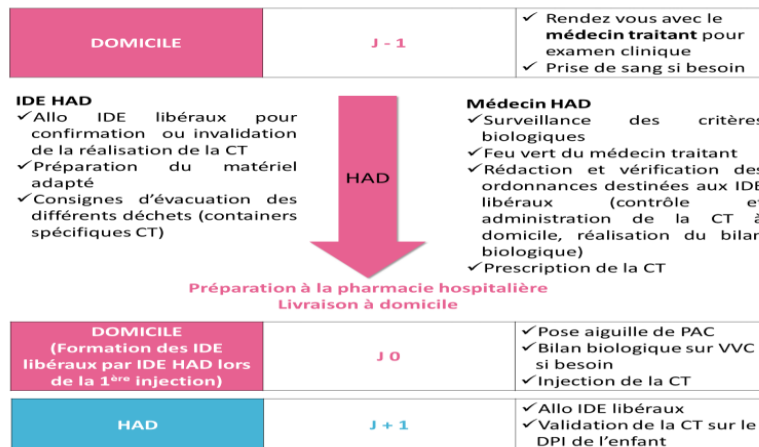 DOMICILE
J - 1
✓ Rendez vous avec le
médecin traitant pour
examen clinique
✓ Prise de sang si besoin
IDE HAD
✓Allo IDE libéraux pour
confirmation ou invalidation
de la réalisation de la CT
✓Préparation du matériel
adapté
✓Consignes d'évacuation des
différents déchets (containers
spécifiques CT)
HAD
Médecin HAD
✓Surveillance des critères
biologiques
✓Feu vert du médecin traitant
✓Rédaction et vérification des
ordonnances destinées aux IDE
libéraux (contrôle et
administration de la CT à
domicile, réalisation du bilan
biologique)
✓Prescription de la CT
Préparation à la pharmacie hospitalière
Livraison à domicile
DOMICILE
(Formation des IDE
libéraux par IDE HAD lors
de la 1ère injection)
J 0
✓Pose aiguille de PAC
✓Bilan biologique sur VVC
si besoin
✓Injection de la CT
HAD
J + 1
✓Allo IDE libéraux
✓Validation de la CT sur le
DPI de l'enfant